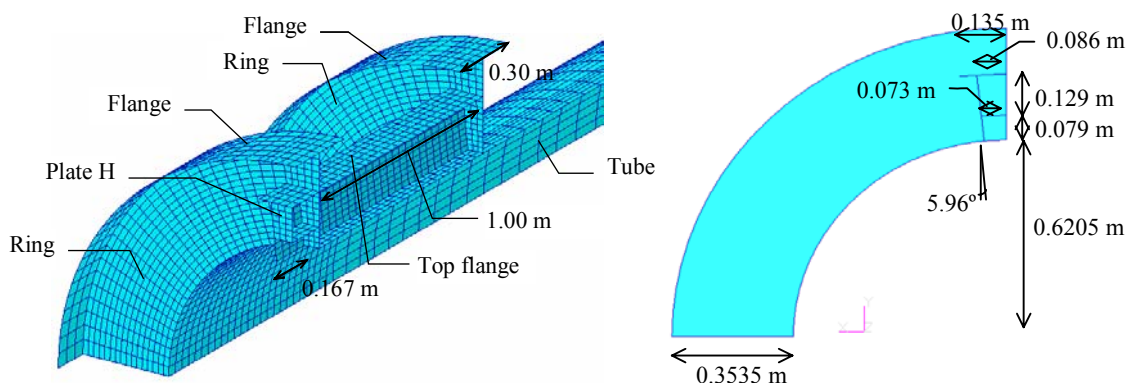 Flange
Ring
Flange
0.30 m
Plate H
Tube
1.00 m
Ring
Top flange
0.167 m
0.135 m
0.086 m
0.073 m
0.129 m
0.079 m
5.96º
0.6205 m
0.3535 m